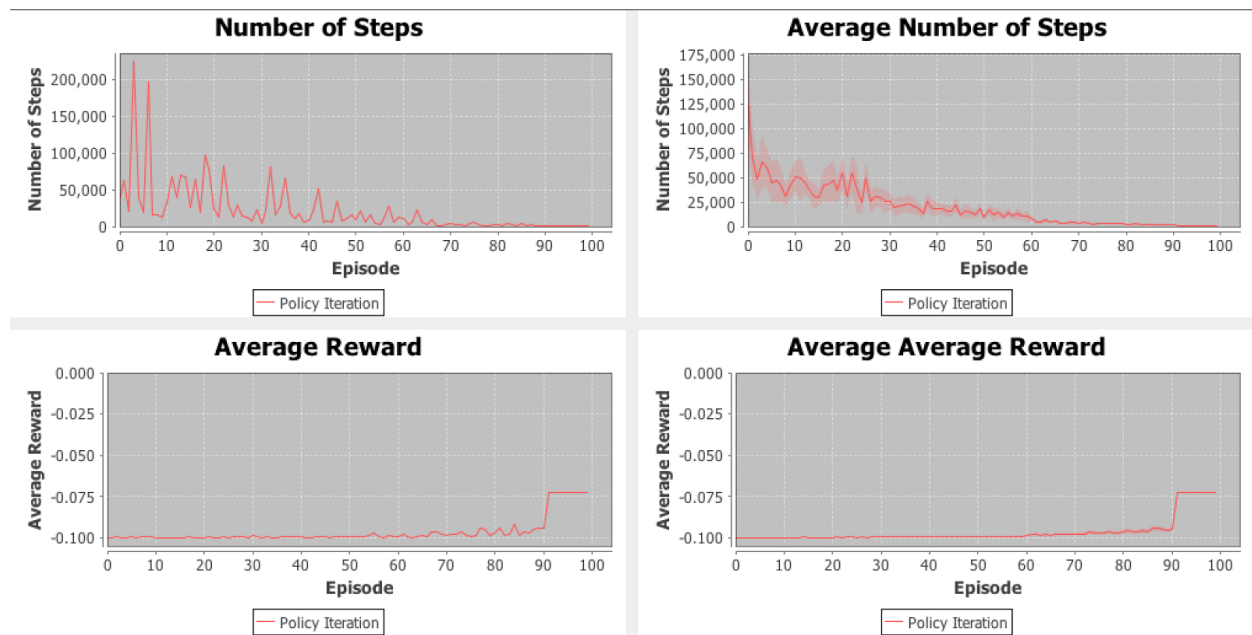 Number of Steps
Number of Steps
200,000
150,000
100,000
50,000
0
0 10 20 30 40 50 60 70 80 90 100
Episode
Policy Iteration
Average Number of Steps
Number of Steps
175,000
150,000
125,000
100,000
75,000
50,000
25,000
0
0 10 20 30 40 50 60 70 80 90 100
Episode
Policy Iteration
Average Reward
Average Reward
0.000
-0.025
-0.050
-0.075
-0.100
0 10 20 30 40 50 60 70 80 90 100
Episode
Policy Iteration
Average Average Reward
Average Reward
0.000
-0.025
-0.050
-0.075
-0.100
0 10 20 30 40 50 60 70 80 90 100
Episode
Policy Iteration